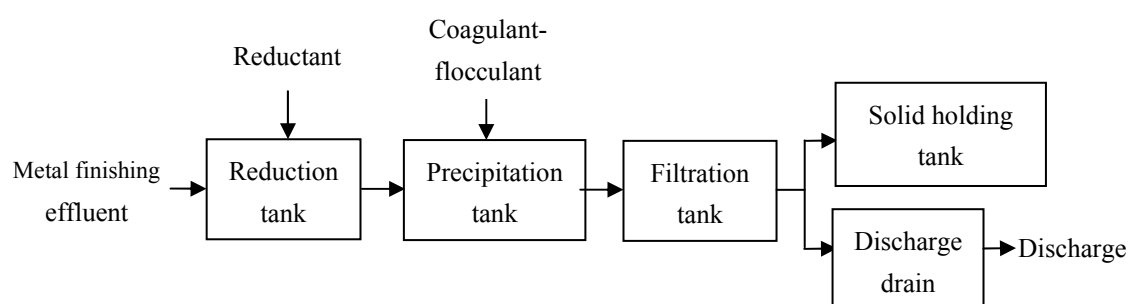 Reductant
Coagulant-
flocculant
Metal finishing
effluent
Reduction
tank
Precipitation
tank
Filtration
tank
Solid holding
tank
Discharge
drain
Discharge